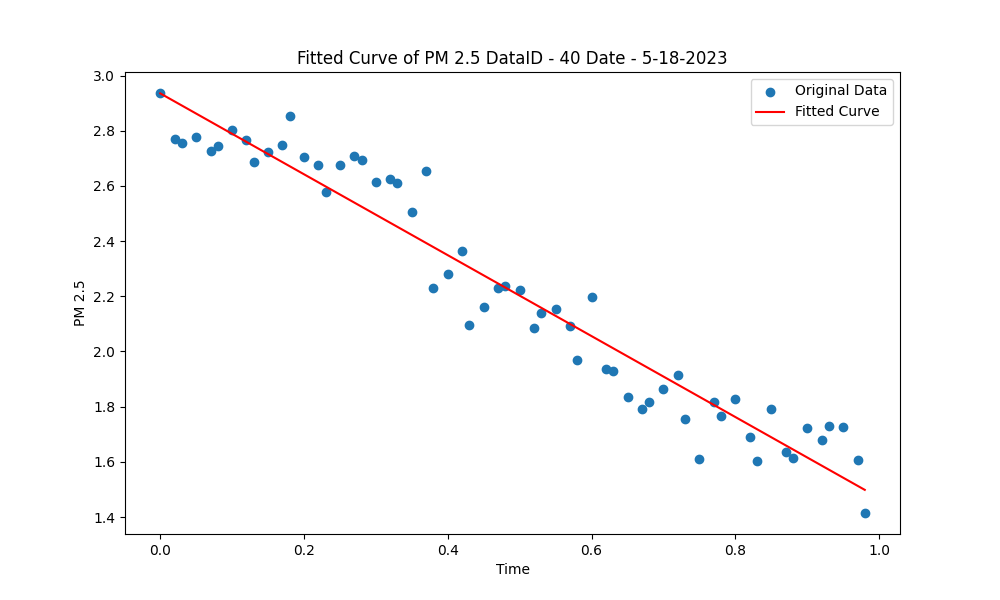 Fitted Curve of PM 2.5 DataID - 40 Date - 5-18-2023
Original Data
Fitted Curve
3.0
2.8
2.6
2.4
2.2
2.0
1.8
1.6
1.4
PM 2.5
0.0 0.2 0.4 0.6 0.8 1.0
Time